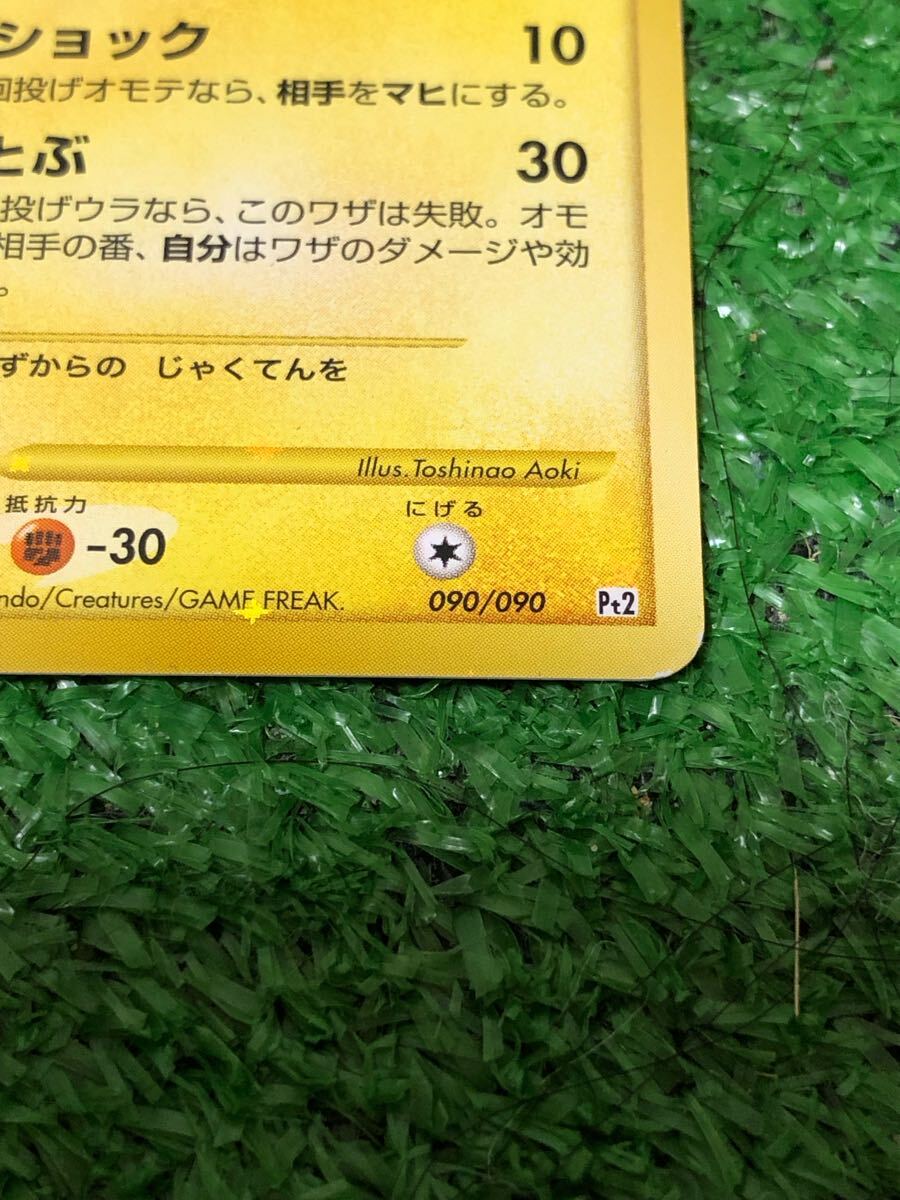 ショック 10
回投げオモテなら、相手をマヒにする。
とぶ 30
投げウラなら、このワザは失敗。オモ
相手の番、自分はワザのダメージや効
。
ずからの じゃくてんを
Illus. Toshinao Aoki
抵抗力 にげる
-30
ndo/Creatures/GAME FREAK. 090/090 Pt2